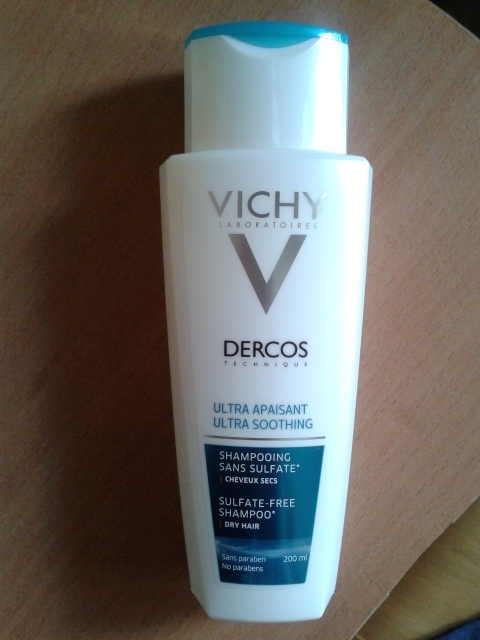 VICHY
LABORATOIRES
V
DERCOS
TECHNIQUE
ULTRA APAISANT
ULTRA SOOTHING
SHAMPOOING
SANS SULFATE*
CHEVEUX SECS
SULFATE-FREE
SHAMPOO*
DRY HAIR
Sans paraben 200 ml
No parabens